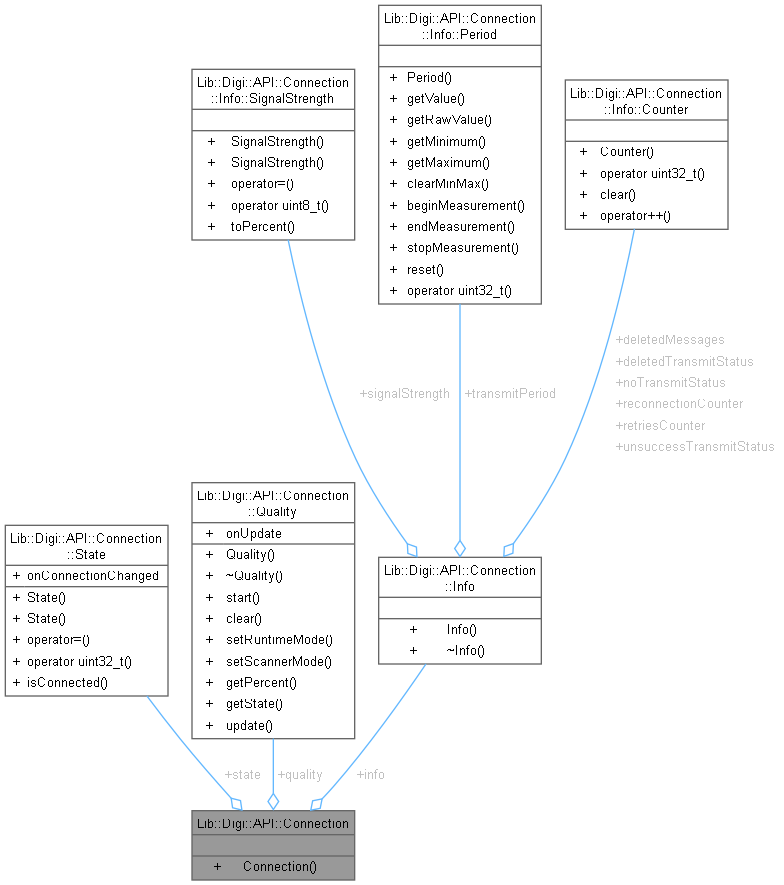 Lib::Digi::API::Connection
::Info::Period
+ Period()
+ getValue()
+ getRawValue()
+ getMinimum()
+ getMaximum()
+ clearMinMax()
+ beginMeasurement()
+ endMeasurement()
+ stopMeasurement()
+ reset()
+ operator uint32_t()
Lib::Digi::API::Connection
::Info::SignalStrength
+ SignalStrength()
+ SignalStrength()
+ operator=()
+ operator uint8_t()
+ toPercent()
Lib::Digi::API::Connection
::Info::Counter
+ Counter()
+ operator uint32_t()
+ clear()
+ operator++()
+signalStrength
+transmitPeriod
+deletedMessages
+deletedTransmitStatus
+noTransmitStatus
+reconnectionCounter
+retriesCounter
+unsuccessTransmitStatus
Lib::Digi::API::Connection
::State
+ onConnectionChanged
+ State()
+ State()
+ operator=()
+ operator uint32_t()
+ isConnected()
Lib::Digi::API::Connection
::Quality
+ onUpdate
+ Quality()
+ ~Quality()
+ start()
+ clear()
+ setRuntimeMode()
+ setScannerMode()
+ getPercent()
+ getState()
+ update()
Lib::Digi::API::Connection
::Info
+ Info()
+ ~Info()
+state
+quality
+info
Lib::Digi::API::Connection
+ Connection()